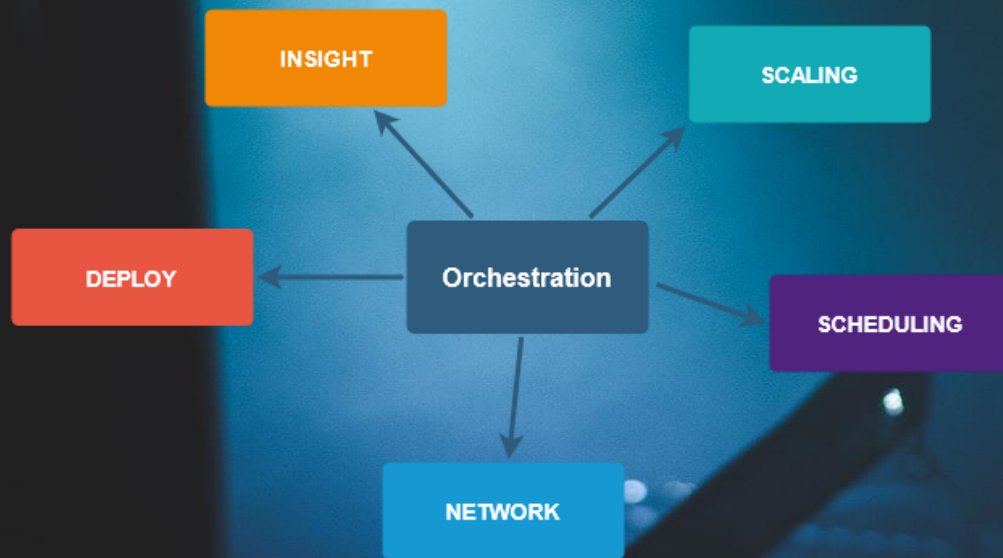 INSIGHT
SCALING
DEPLOY
Orchestration
SCHEDULING
NETWORK